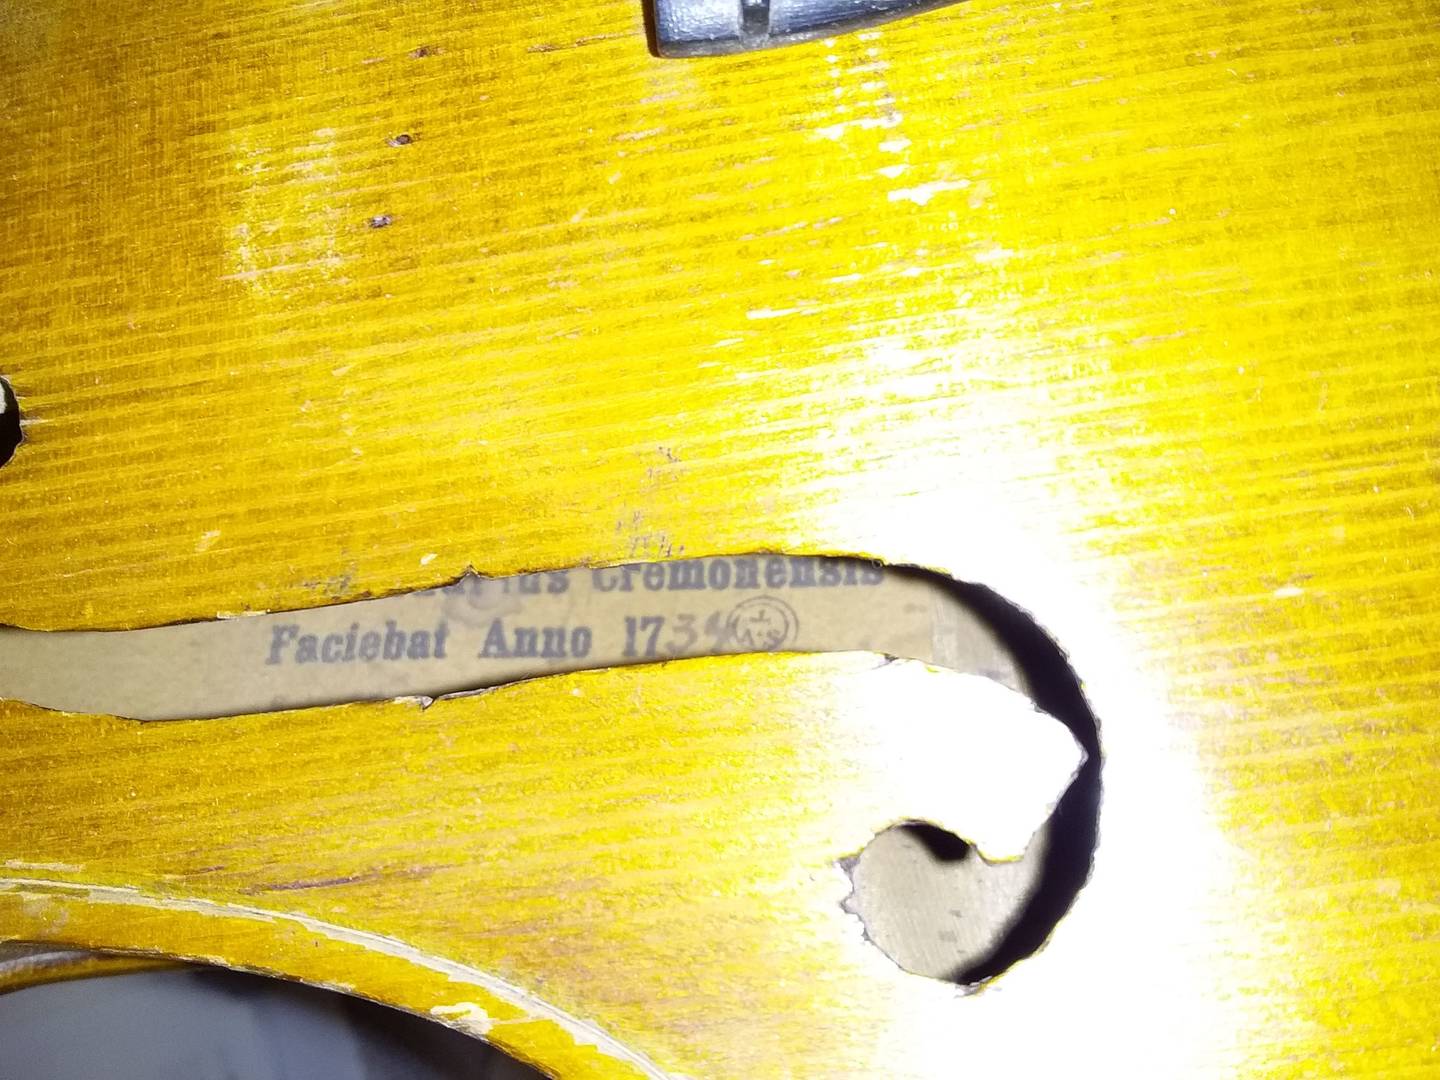 Cremonensis
Faciebat Anno 1734
A·S